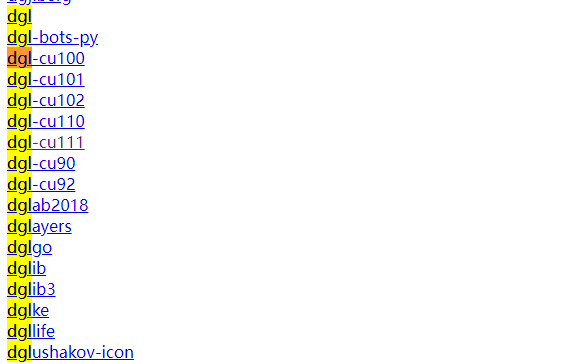 dgl
dgl-bots-py
dgl-cu100
dgl-cu101
dgl-cu102
dgl-cu110
dgl-cu111
dgl-cu90
dgl-cu92
dglab2018
dglayers
dglgo
dglib
dglib3
dglke
dgllife
dglushakov-icon